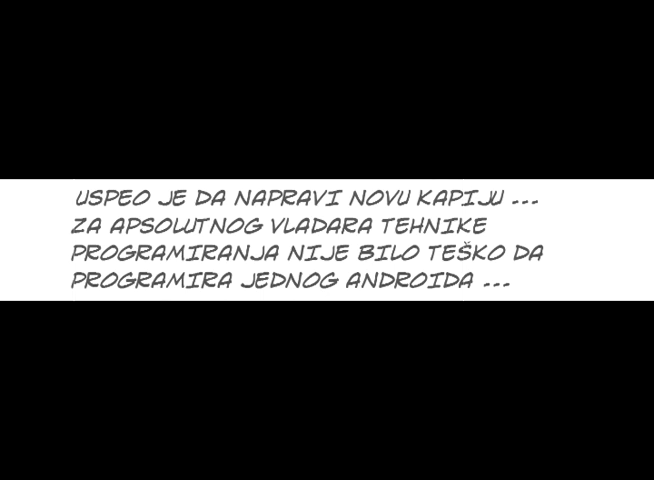 USPEO JE DA NAPRAVI NOVU KAPIJU ...
ZA APSOLUTNOG VLADARA TEHNIKE
PROGRAMIRANJA NIJE BILO TEŠKO DA
PROGRAMIRA JEDNOG ANDROIDA ...